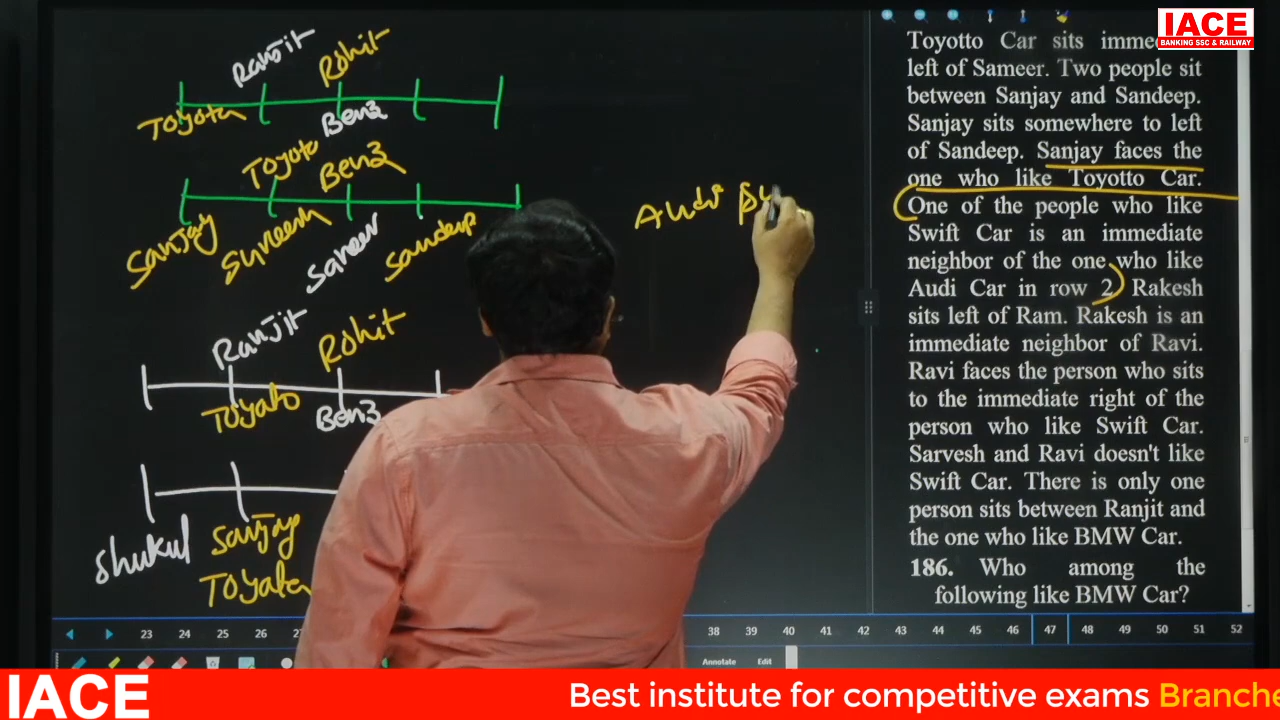 IACE
BANKING SSC & RAILWAY
Ranjit
Rohit
Toyota
Benz
Toyoto
Benz
Sanjay
Suneem
Sameer
Sandeep
Audi
Ranjit
Rohit
Toyato
Benz
Shukul
Sanjay
Toyata
Toyotto Car sits
left of Sameer. Two people sit
between Sanjay and Sandeep.
Sanjay sits somewhere to left
of Sandeep. Sanjay faces the
one who like Toyotto Car.
One of the people who like
Swift Car is an immediate
neighbor of the one who like
Audi Car in row 2. Rakesh
sits left of Ram. Rakesh is an
immediate neighbor of Ravi.
Ravi faces the person who sits
to the immediate right of the
person who like Swift Car.
Sarvesh and Ravi doesn't like
Swift Car. There is only one
person sits between Ranjit and
the one who like BMW Car.
186. Who among the
following like BMW Car?
23 24 25 26 38 39 40 41 42 43 44 45 46 47 48 49 50 51 52
Annotate Edit
IACE
Best institute for competitive exams Branche